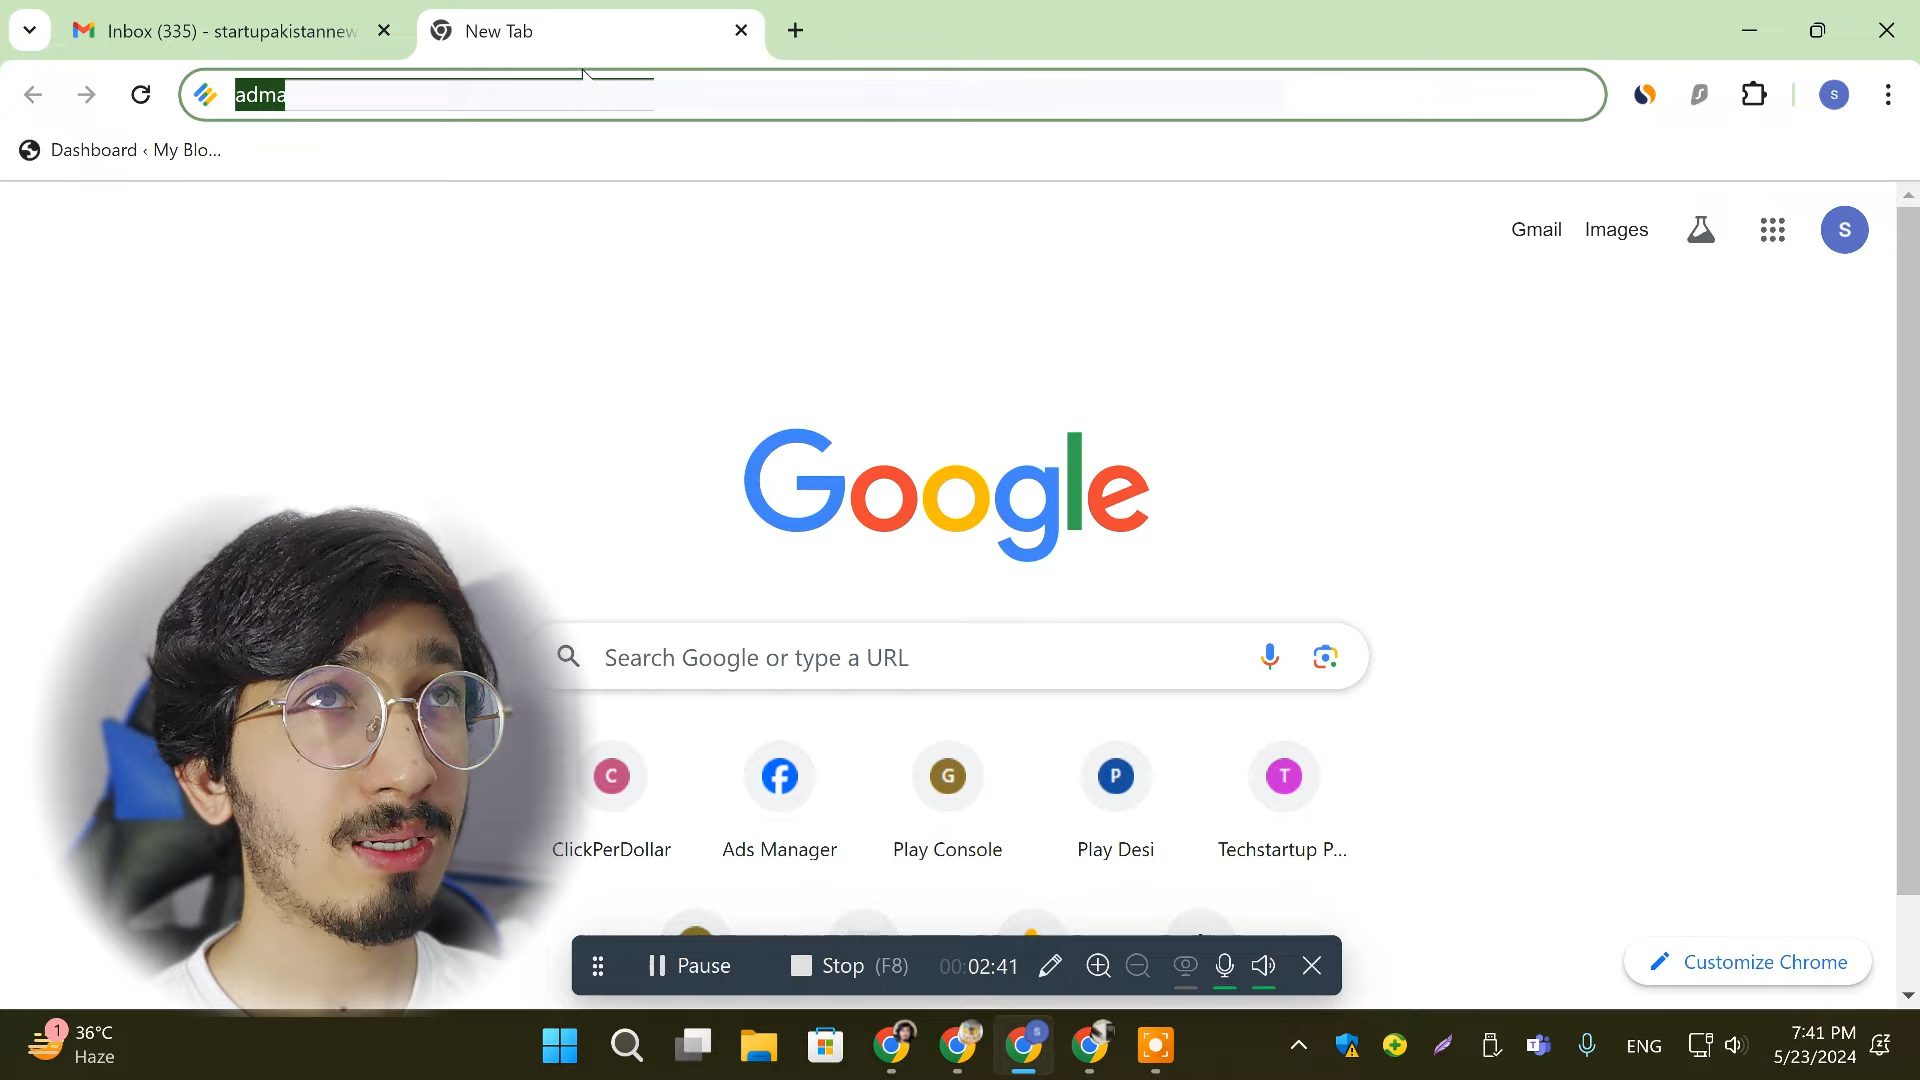 Inbox (335) - startupakistannew
New Tab
adma
Dashboard ‹ My Blo...
Gmail
Images
S
S
Google
Search Google or type a URL
C
G
P
T
ClickPerDollar
Ads Manager
Play Console
Play Desi
Techstartup P...
Pause
Stop (F8)
00:02:41
Customize Chrome
1
36°C
Haze
S
ENG
7:41 PM
5/23/2024